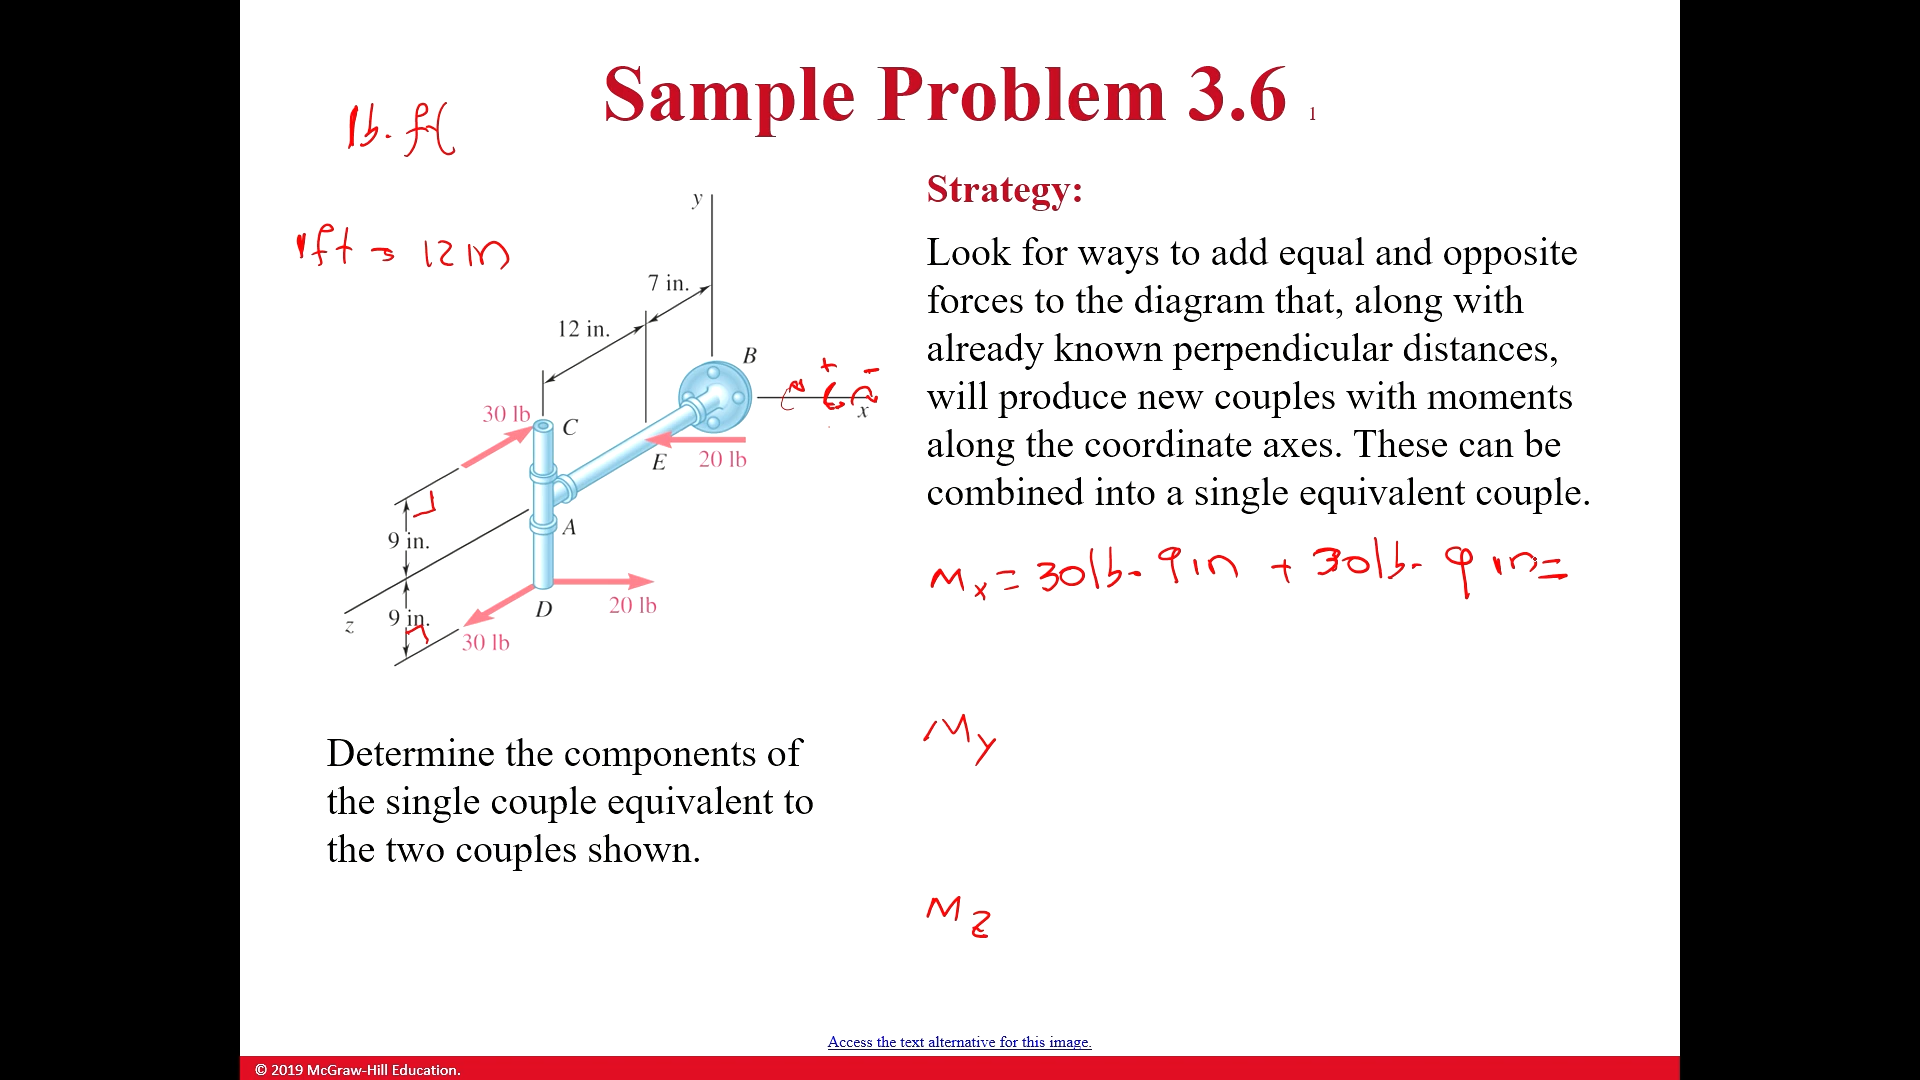 Sample Problem 3.6 1
lb. ft
1ft → 12 in
y
7 in.
12 in.
B
+
-
x
30 lb
C
E
20 lb
9 in.
A
9 in.
z
D
20 lb
30 lb
Strategy:
Look for ways to add equal and opposite
forces to the diagram that, along with
already known perpendicular distances,
will produce new couples with moments
along the coordinate axes. These can be
combined into a single equivalent couple.
Mx = 30lb. 9in + 30lb. 9 in =
My
Mz
Determine the components of
the single couple equivalent to
the two couples shown.
Access the text alternative for this image.
© 2019 McGraw-Hill Education.